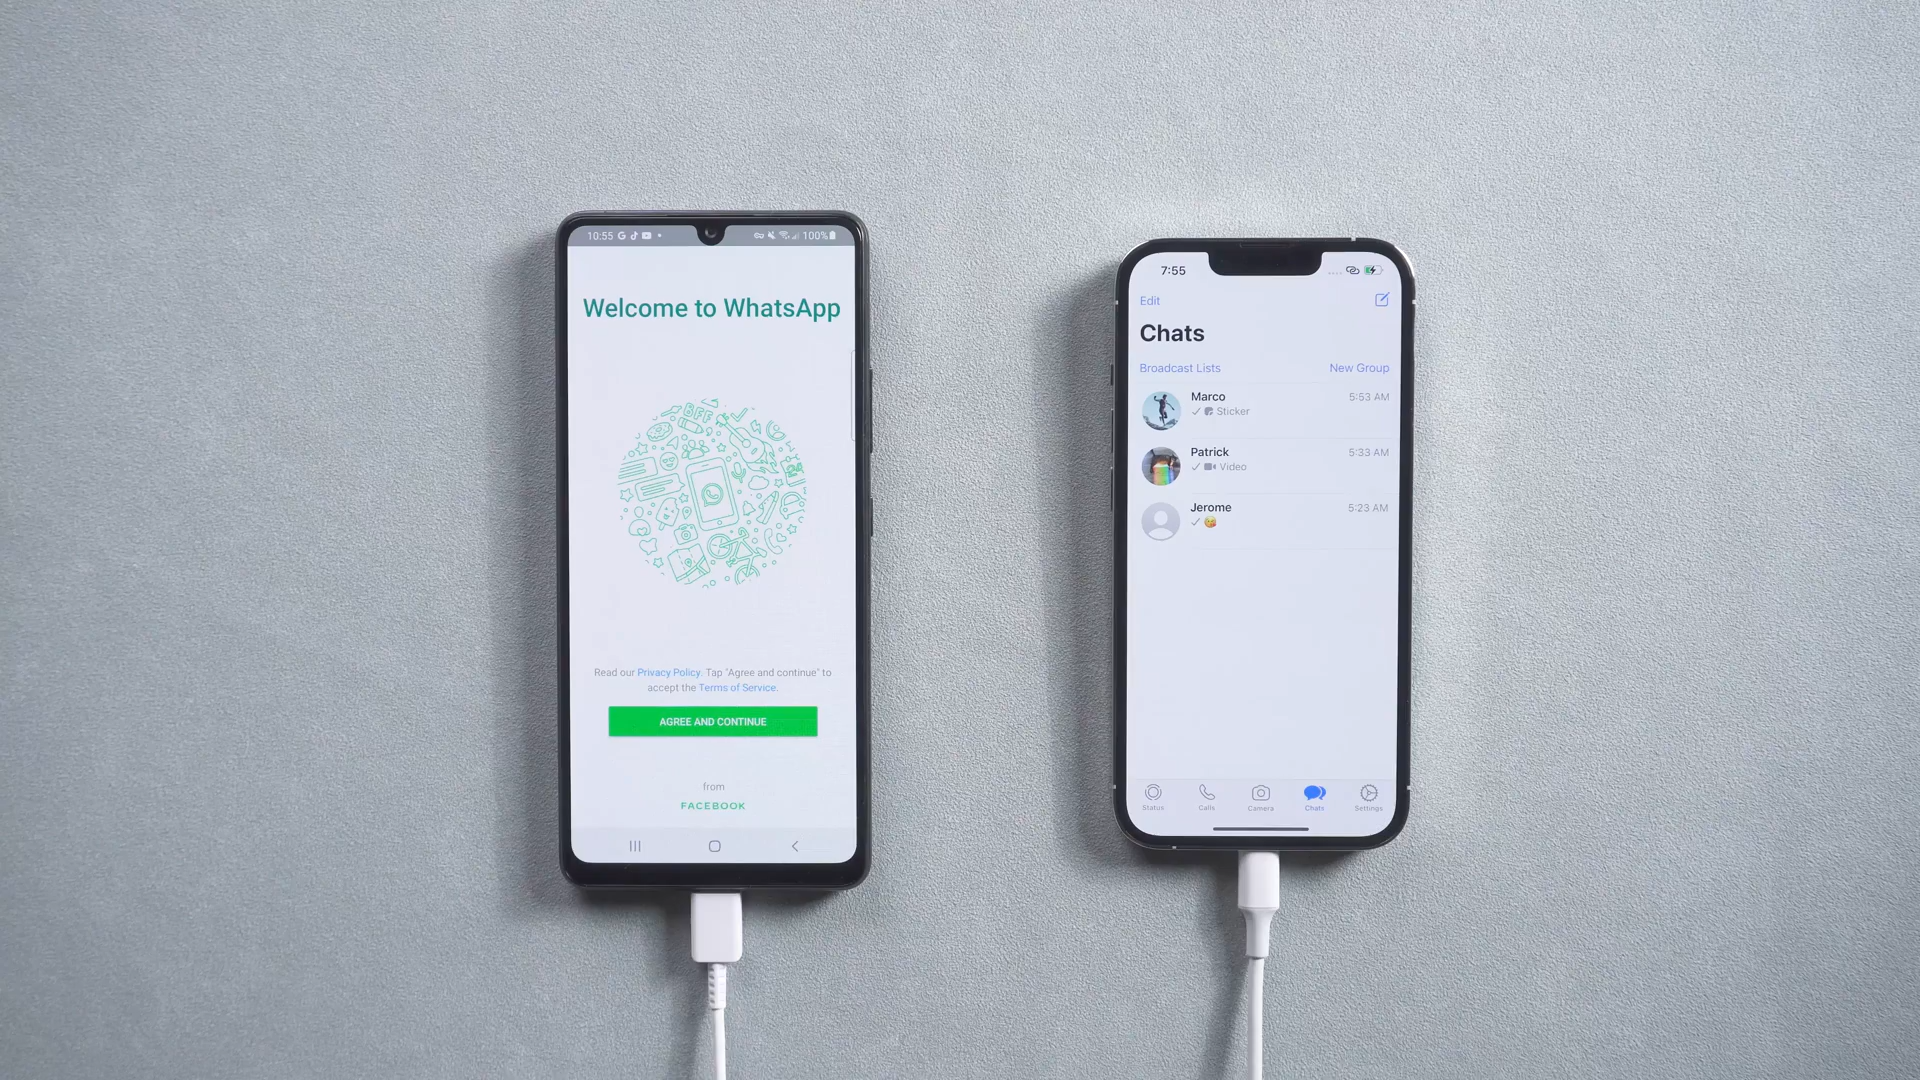 10:55
100%
Welcome to WhatsApp
BFF
Read our Privacy Policy. Tap "Agree and continue" to
accept the Terms of Service.
AGREE AND CONTINUE
from
FACEBOOK
7:55
Edit
Chats
Broadcast Lists New Group
Marco 5:53 AM
Sticker
Patrick 5:33 AM
Video
Jerome 5:23 AM
Status Calls Camera Chats Settings